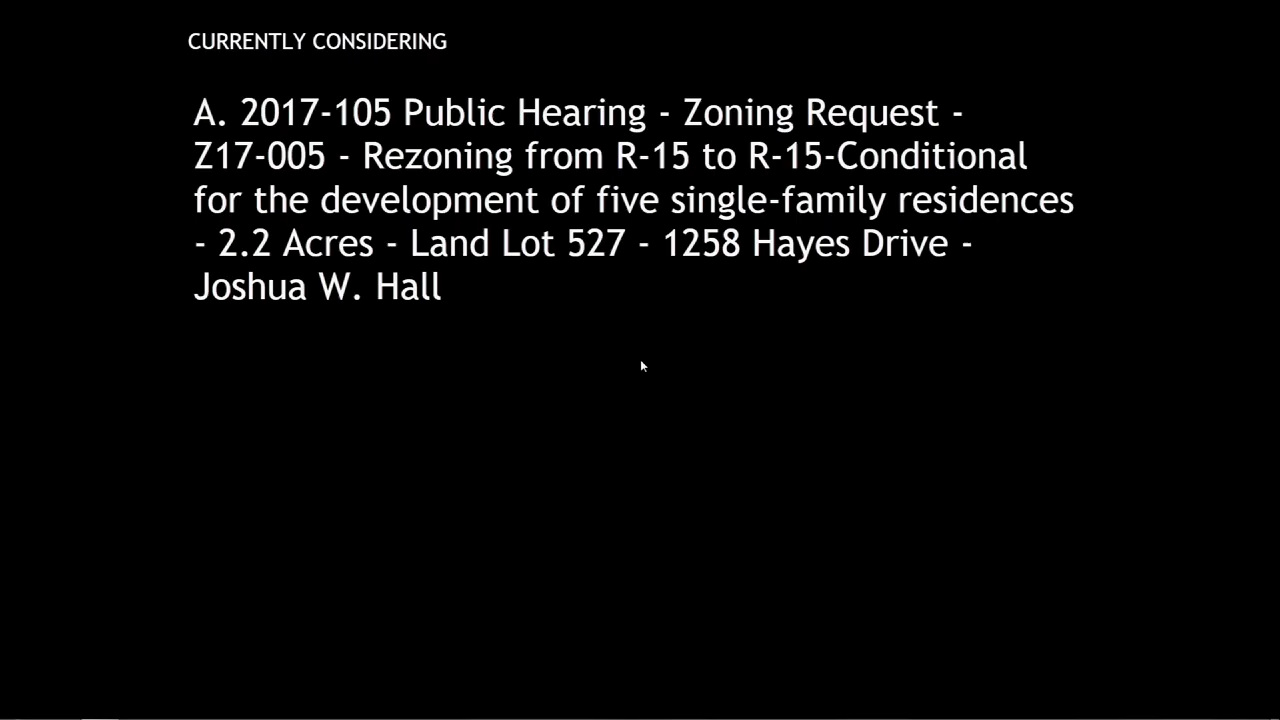 CURRENTLY CONSIDERING
A. 2017-105 Public Hearing - Zoning Request -
Z17-005 - Rezoning from R-15 to R-15-Conditional
for the development of five single-family residences
- 2.2 Acres - Land Lot 527 - 1258 Hayes Drive -
Joshua W. Hall